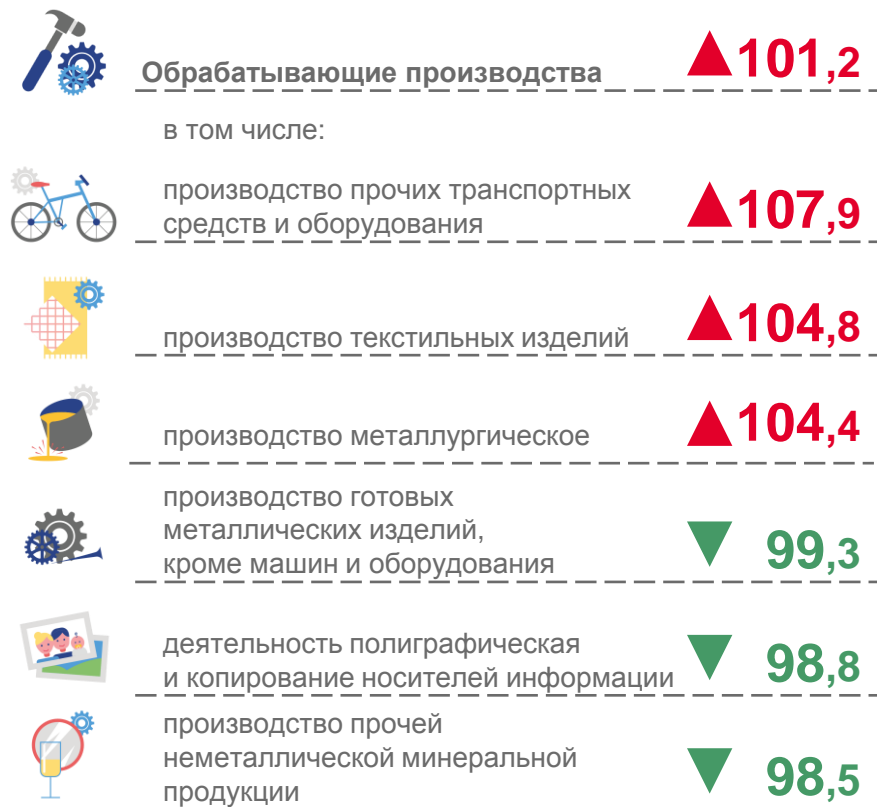 Обрабатывающие производства ▲101,2
в том числе:
производство прочих транспортных
средств и оборудования ▲107,9
производство текстильных изделий ▲104,8
производство металлургическое ▲104,4
производство готовых
металлических изделий,
кроме машин и оборудования ▼ 99,3
деятельность полиграфическая
и копирование носителей информации ▼ 98,8
производство прочей
неметаллической минеральной
продукции ▼ 98,5